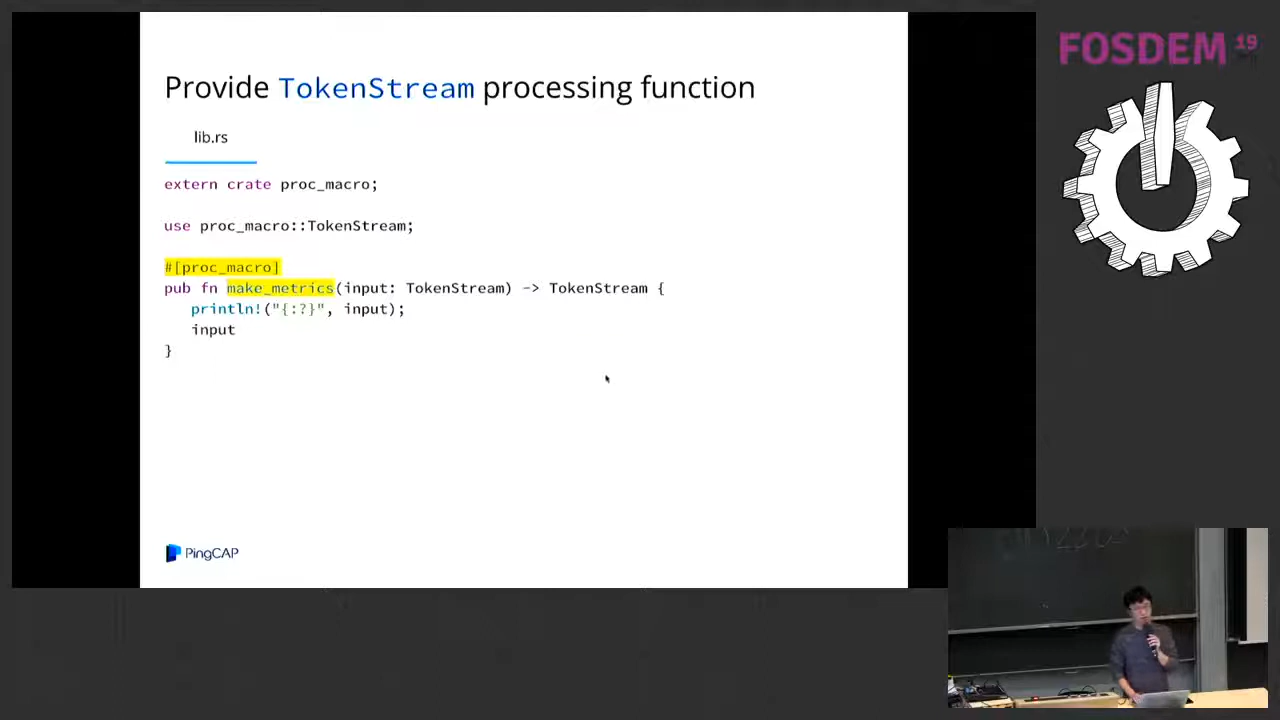 Provide TokenStream processing function
lib.rs
extern crate proc_macro;
use proc_macro::TokenStream;
#[proc_macro]
pub fn make_metrics(input: TokenStream) -> TokenStream {
println!("{:?}", input);
input
}
PingCAP
FOSDEM 19